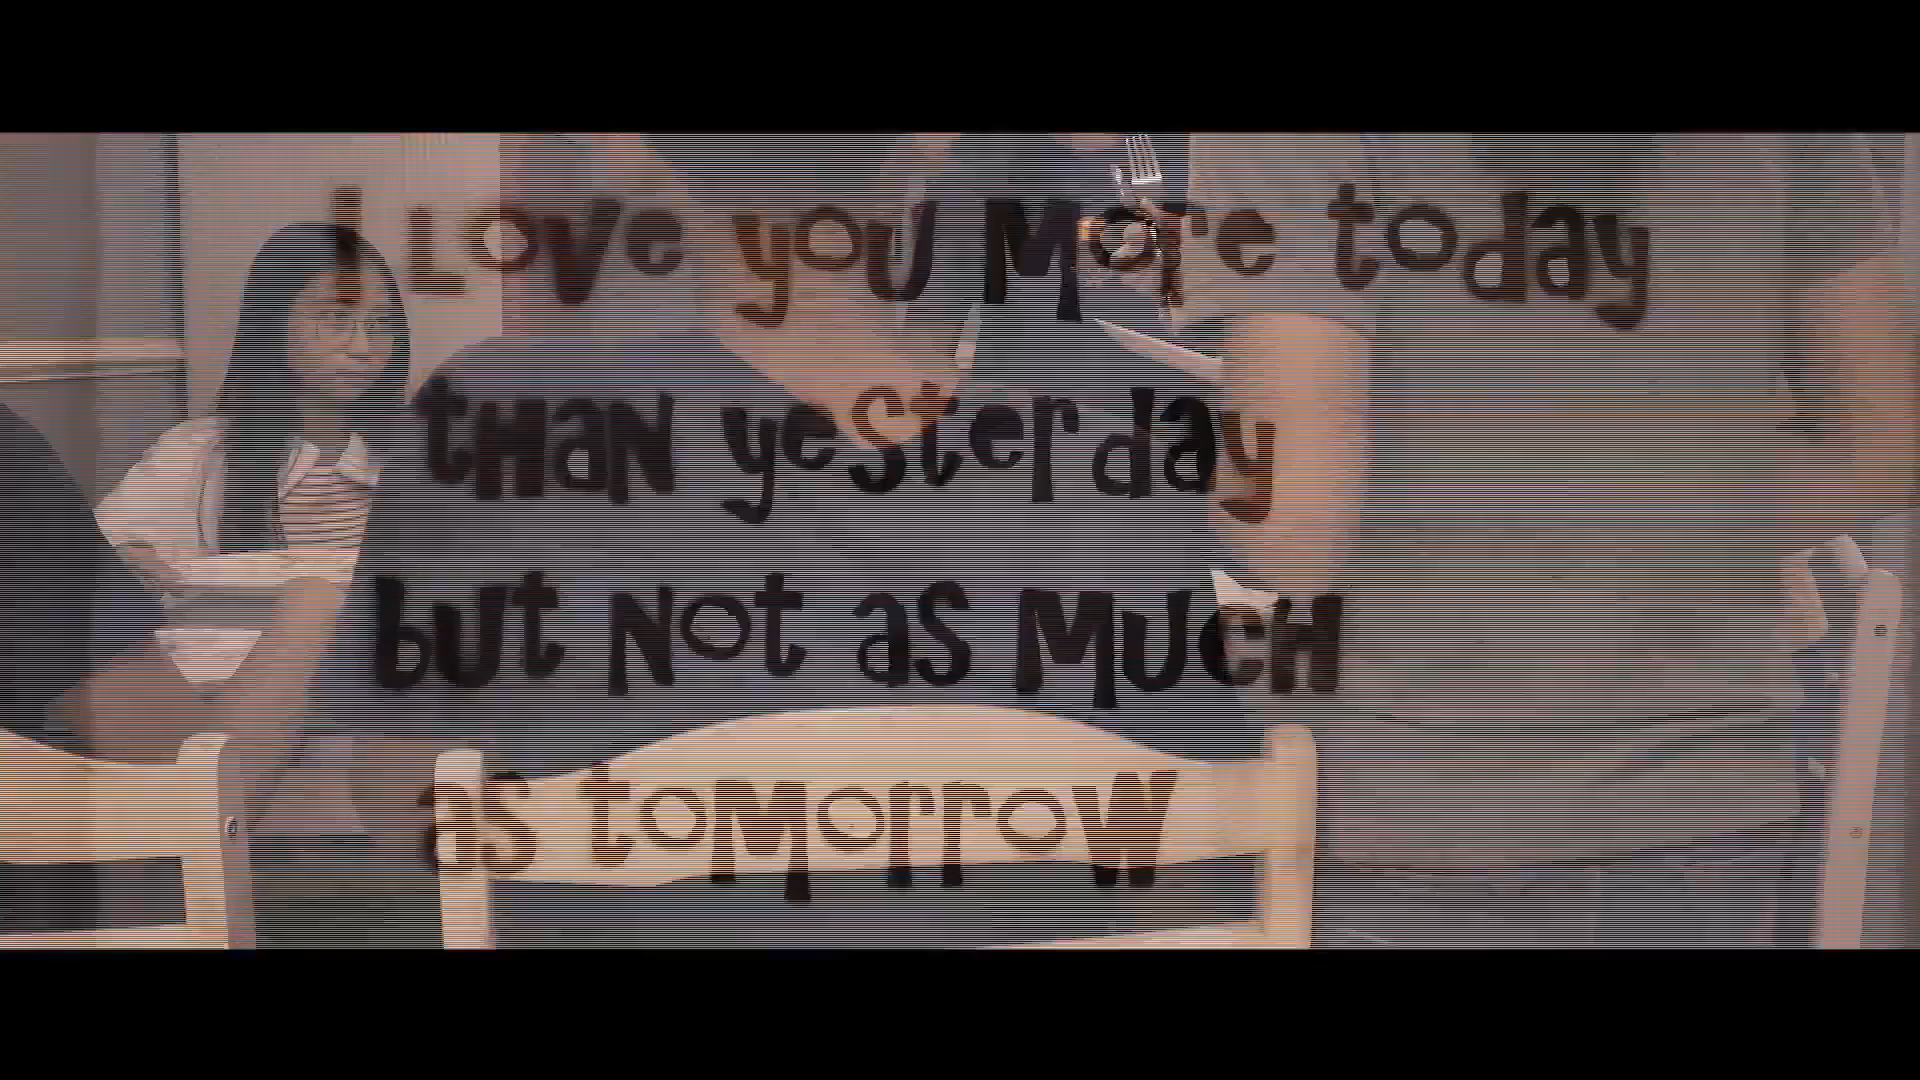 I Love you More today
tHaN yesterday
but Not as MUCH
as toMorroW